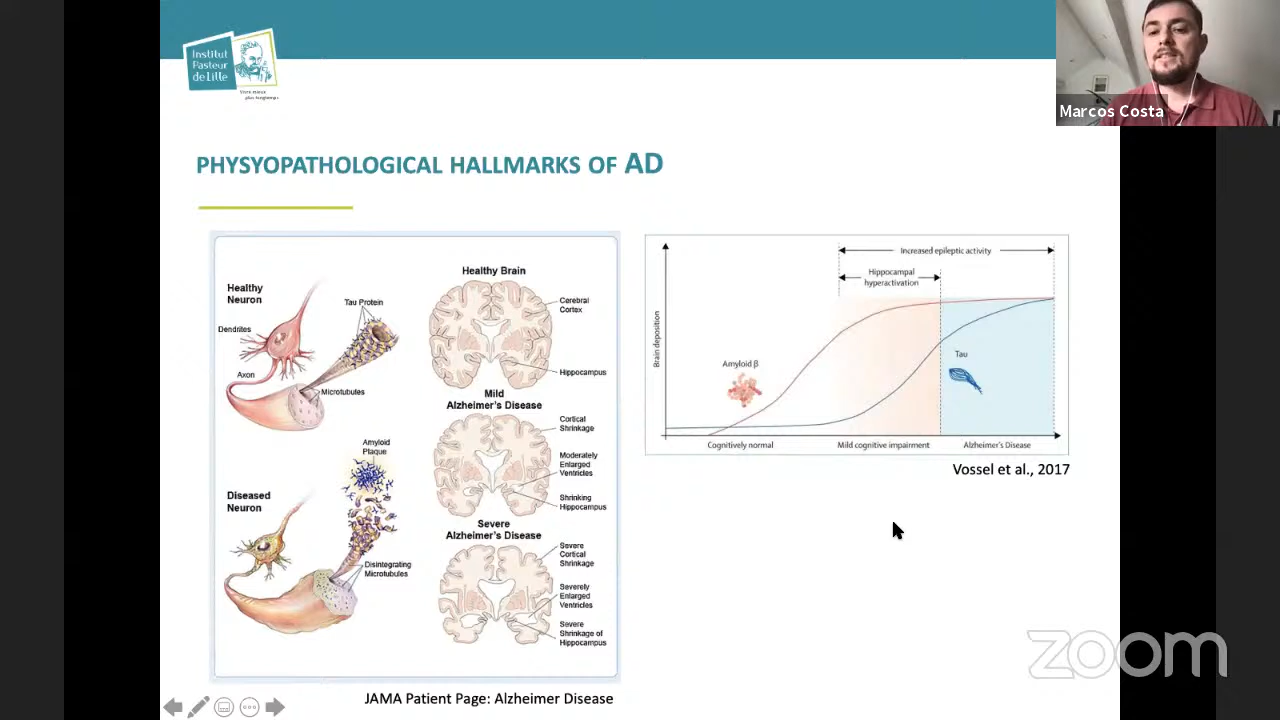 Institut
Pasteur
de Lille
Marcos Costa
PHYSYOPATHOLOGICAL HALLMARKS OF AD
Healthy
Neuron
Tau Protein
Dendrites
Axon
Microtubules
Amyloid
Plaque
Diseased
Neuron
Disintegrating
Microtubules
Healthy Brain
Cerebral
Cortex
Hippocampus
Mild
Alzheimer's Disease
Cortical
Shrinkage
Moderately
Enlarged
Ventricles
Shrinking
Hippocampus
Severe
Alzheimer's Disease
Severe
Cortical
Shrinkage
Severely
Enlarged
Ventricles
Severe
Shrinkage of
Hippocampus
JAMA Patient Page: Alzheimer Disease
Increased epileptic activity
Hippocampal
hyperactivation
Brain deposition
Amyloid β
Tau
Cognitively normal
Mild cognitive impairment
Alzheimer's Disease
Vossel et al., 2017
zoom